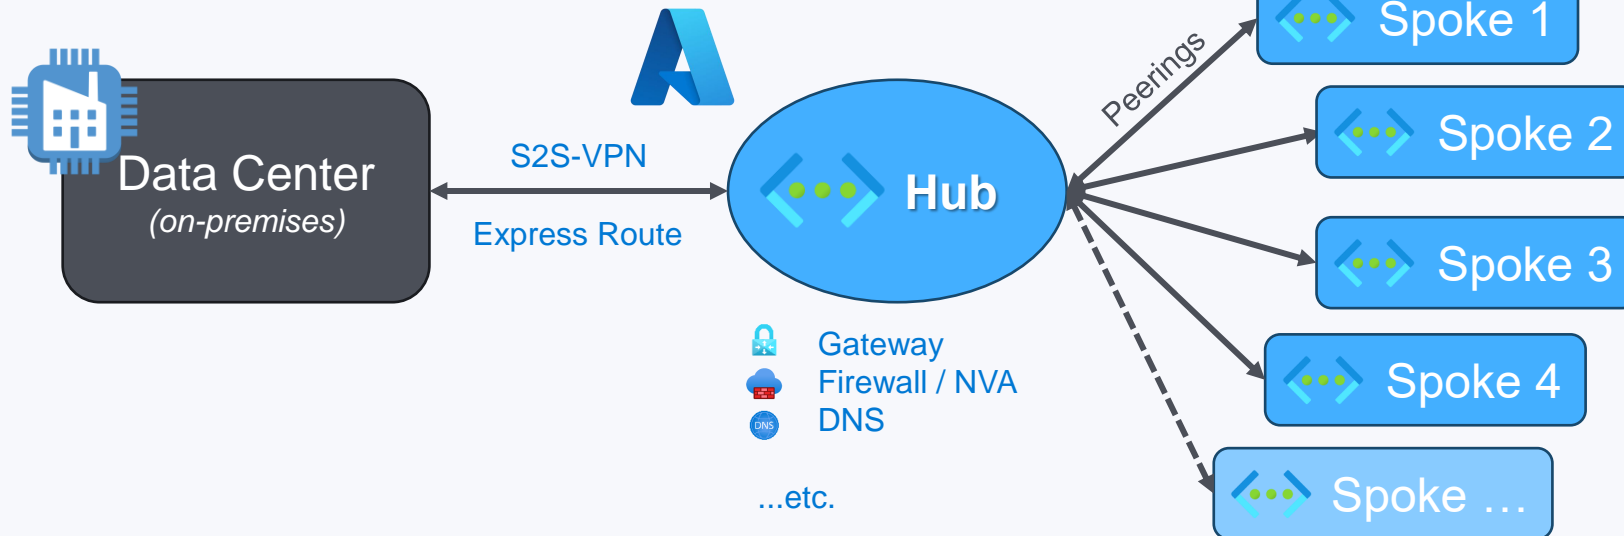 Data Center
(on-premises)
S2S-VPN
Express Route
Hub
Gateway
Firewall / NVA
DNS
DNS
...etc.
Peerings
Spoke 1
Spoke 2
Spoke 3
Spoke 4
Spoke …